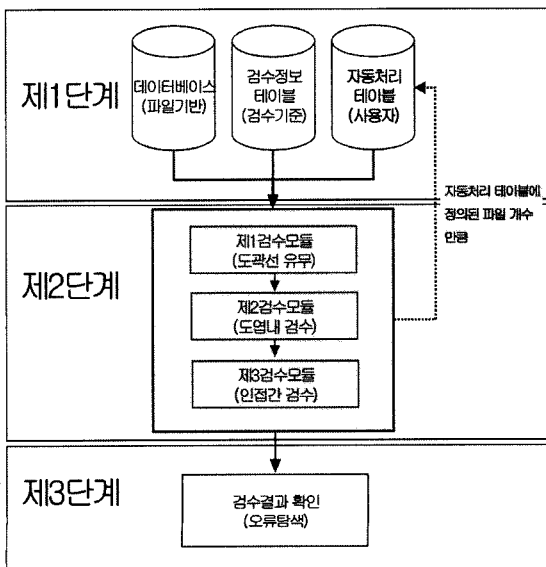 제1단계
데이터베이스
(파일기반)
검수정보
테이블
(검수기준)
자동처리
테이블
(사용자)
자동처리 테이블에
정의된 파일 개수
만큼
제2단계
제1검수모듈
(도곽선 유무)
제2검수모듈
(도엽내 검수)
제3검수모듈
(인접간 검수)
제3단계
검수결과 확인
(오류탐색)